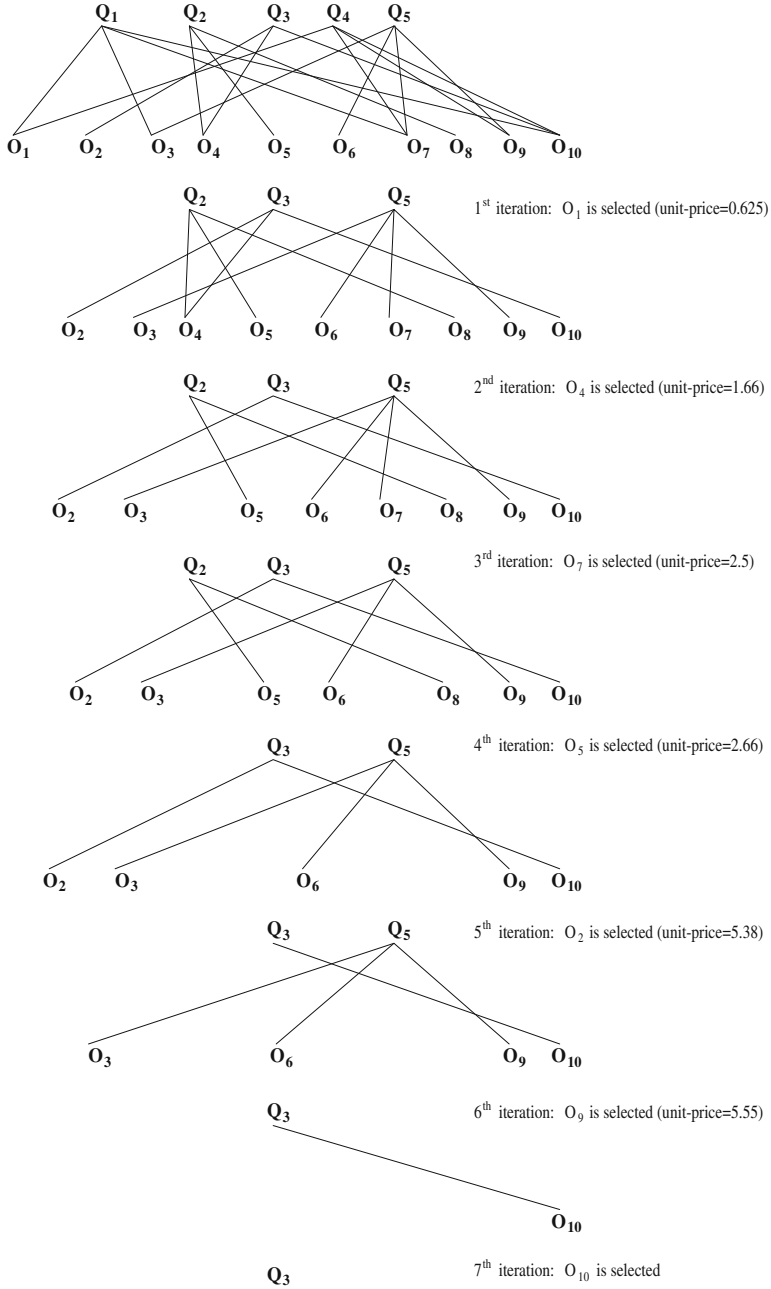 Q1 Q2 Q3 Q4 Q5
O1 O2 O3 O4 O5 O6 O7 O8 O9 O10
Q2 Q3 Q5 1st iteration: O1 is selected (unit-price=0.625)
O2 O3 O4 O5 O6 O7 O8 O9 O10
Q2 Q3 Q5 2nd iteration: O4 is selected (unit-price=1.66)
O2 O3 O5 O6 O7 O8 O9 O10
Q2 Q3 Q5 3rd iteration: O7 is selected (unit-price=2.5)
O2 O3 O5 O6 O8 O9 O10
Q3 Q5 4th iteration: O5 is selected (unit-price=2.66)
O2 O3 O6 O9 O10
Q3 Q5 5th iteration: O2 is selected (unit-price=5.38)
O3 O6 O9 O10
Q3 6th iteration: O9 is selected (unit-price=5.55)
O10
Q3 7th iteration: O10 is selected